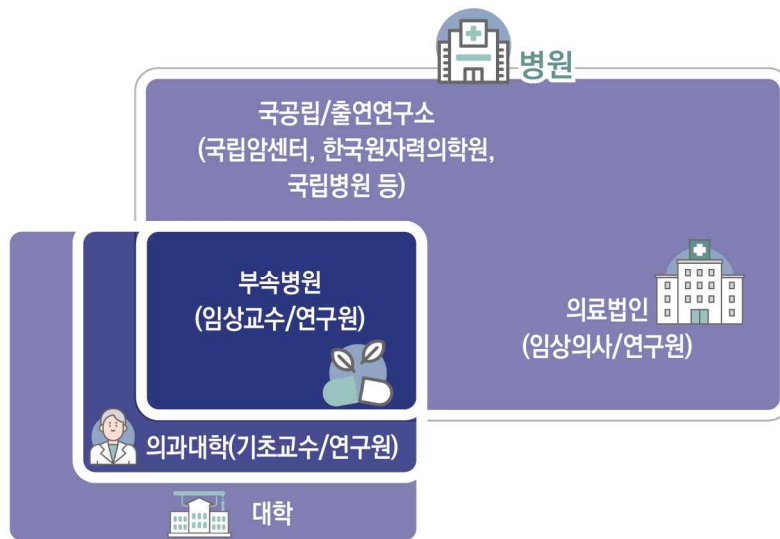 병원
국공립/출연연구소
(국립암센터, 한국원자력의학원,
국립병원 등)
부속병원
(임상교수/연구원)
의료법인
(임상의사/연구원)
의과대학(기초교수/연구원)
대학